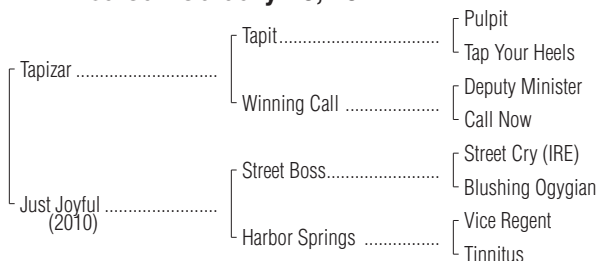 Pulpit
Tapit
Tap Your Heels
Tapizar
Deputy Minister
Winning Call
Call Now
Street Cry (IRE)
Street Boss
Blushing Ogygian
Just Joyful
(2010)
Vice Regent
Harbor Springs
Tinnitus